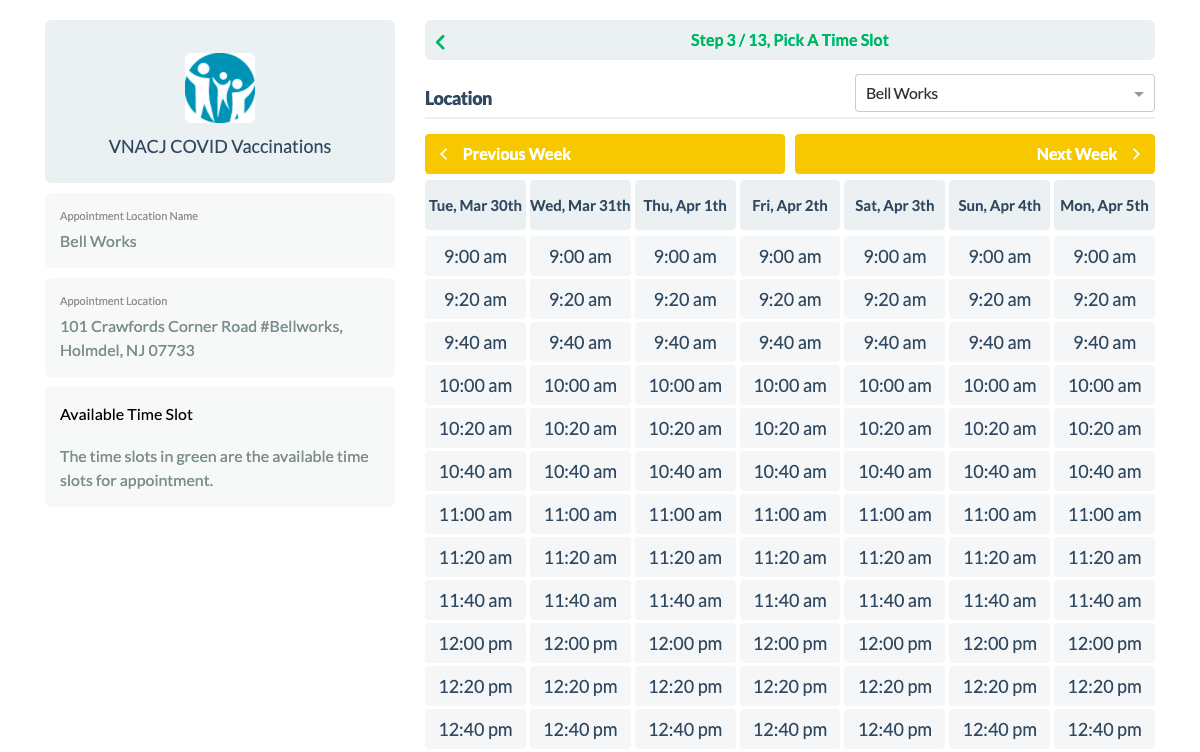 VNACJ COVID Vaccinations
Appointment Location Name
Bell Works
Appointment Location
101 Crawfords Corner Road #Bellworks,
Holmdel, NJ 07733
Available Time Slot
The time slots in green are the available time
slots for appointment.
Step 3 / 13, Pick A Time Slot
Location Bell Works
Previous Week Next Week
Tue, Mar 30th Wed, Mar 31th Thu, Apr 1th Fri, Apr 2th Sat, Apr 3th Sun, Apr 4th Mon, Apr 5th
9:00 am 9:00 am 9:00 am 9:00 am 9:00 am 9:00 am 9:00 am
9:20 am 9:20 am 9:20 am 9:20 am 9:20 am 9:20 am 9:20 am
9:40 am 9:40 am 9:40 am 9:40 am 9:40 am 9:40 am 9:40 am
10:00 am 10:00 am 10:00 am 10:00 am 10:00 am 10:00 am 10:00 am
10:20 am 10:20 am 10:20 am 10:20 am 10:20 am 10:20 am 10:20 am
10:40 am 10:40 am 10:40 am 10:40 am 10:40 am 10:40 am 10:40 am
11:00 am 11:00 am 11:00 am 11:00 am 11:00 am 11:00 am 11:00 am
11:20 am 11:20 am 11:20 am 11:20 am 11:20 am 11:20 am 11:20 am
11:40 am 11:40 am 11:40 am 11:40 am 11:40 am 11:40 am 11:40 am
12:00 pm 12:00 pm 12:00 pm 12:00 pm 12:00 pm 12:00 pm 12:00 pm
12:20 pm 12:20 pm 12:20 pm 12:20 pm 12:20 pm 12:20 pm 12:20 pm
12:40 pm 12:40 pm 12:40 pm 12:40 pm 12:40 pm 12:40 pm 12:40 pm